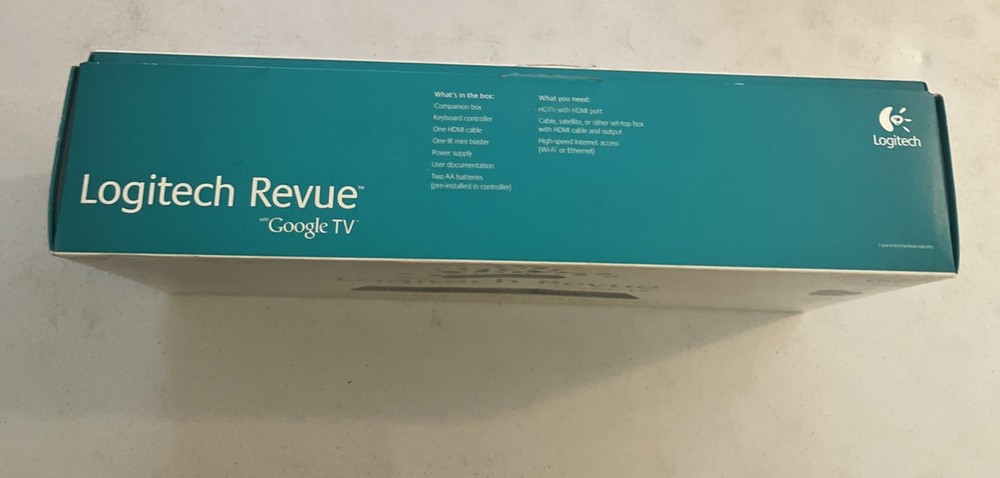 Logitech Revue™
with Google TV™
What's in the box:
Companion box
Keyboard controller
One HDMI cable
One IR mini blaster
Power supply
User documentation
Two AA batteries
(pre-installed in controller)
What you need:
HDTV with HDMI port
Cable, satellite, or other set-top box
with HDMI cable and output
High-speed Internet access
(Wi-Fi® or Ethernet)
Logitech
Logitech Revue